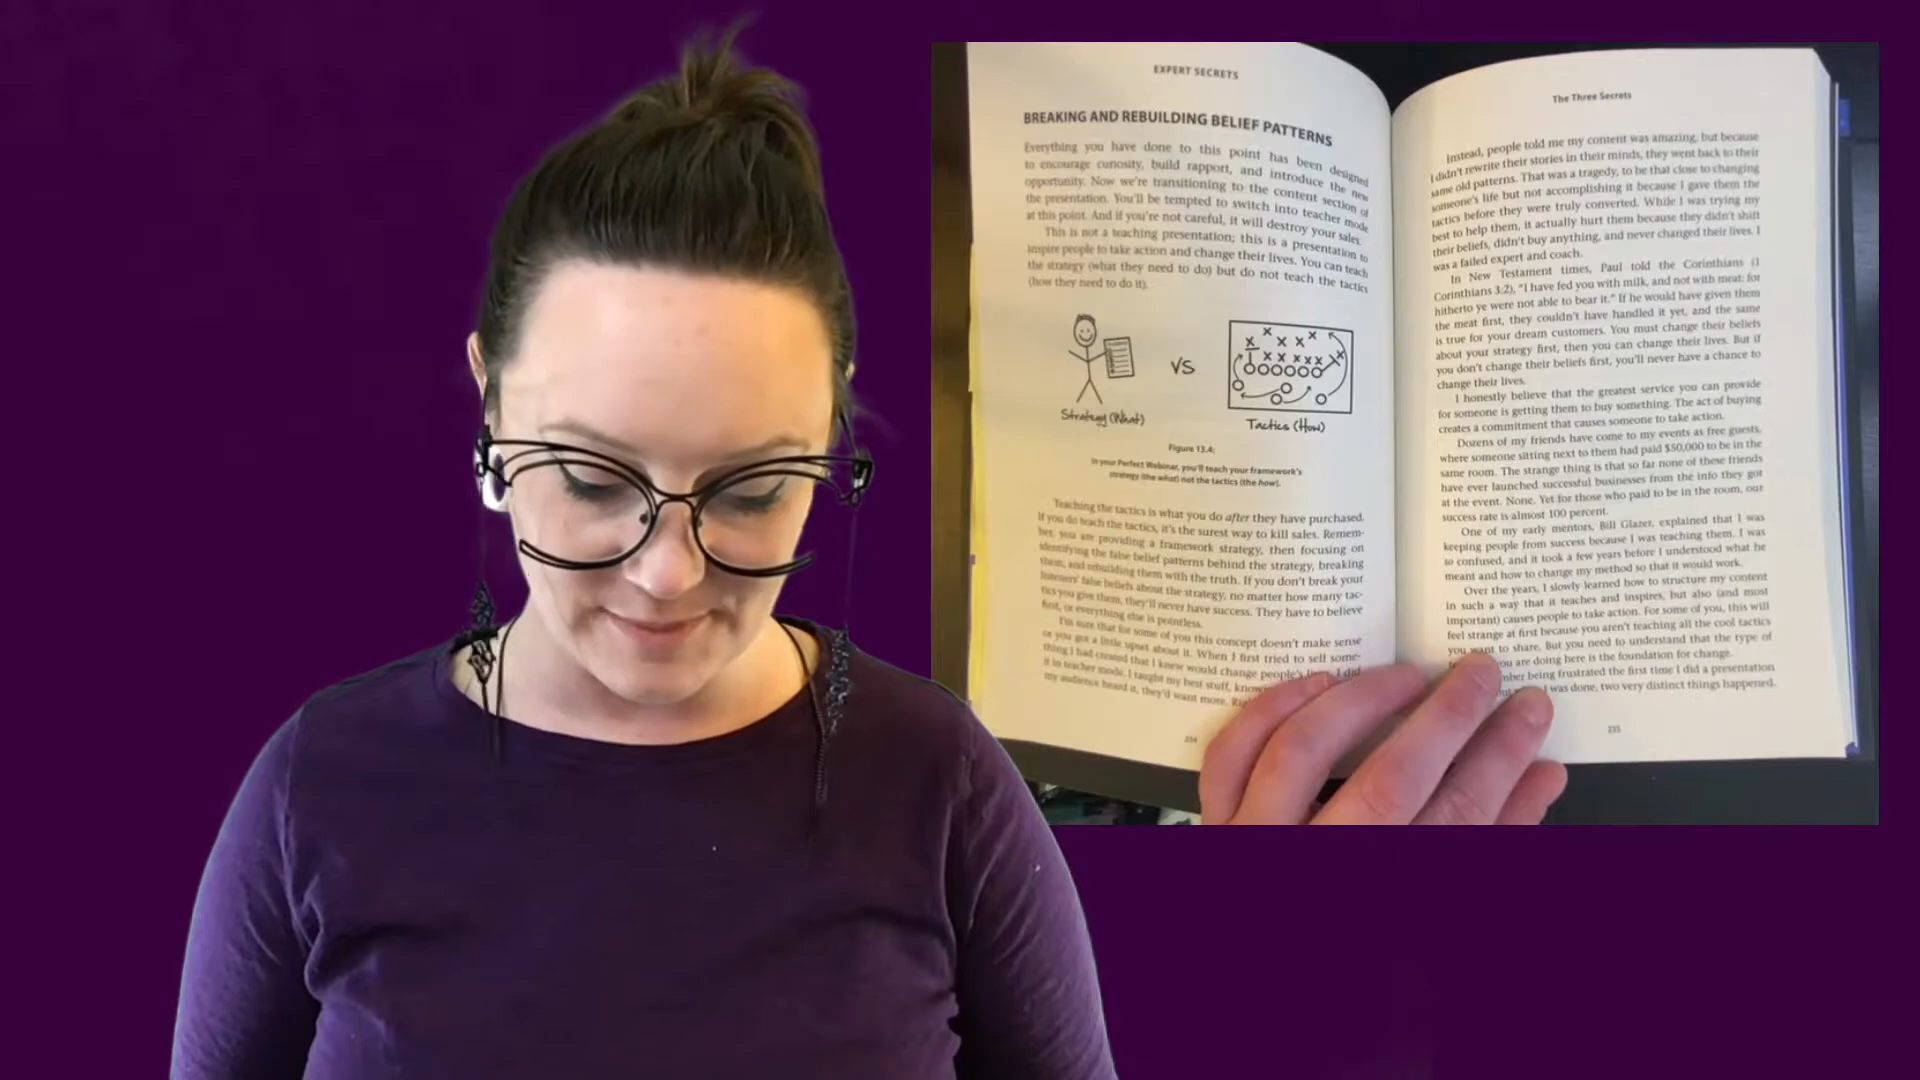 EXPERT SECRETS
BREAKING AND REBUILDING BELIEF PATTERNS
Everything you have done to this point has been designed
to encourage curiosity, build rapport, and introduce the new
opportunity. Now we're transitioning to the content section of
the presentation. You'll be tempted to switch into teacher mode
at this point. And if you're not careful, it will destroy your sales.
This is not a teaching presentation; this is a presentation to
inspire people to take action and change their lives. You can teach
the strategy (what they need to do) but do not teach the tactics
(how they need to do it).
VS
Strategy (What)
Tactics (How)
Figure 13.4:
In your Perfect Webinar, you'll teach your framework's
strategy (the what) not the tactics (the how).
Teaching the tactics is what you do after they have purchased.
If you do teach the tactics, it's the surest way to kill sales. Remem-
ber, you are providing a framework strategy, then focusing on
identifying the false belief patterns behind the strategy, breaking
them, and rebuilding them with the truth. If you don't break your
listeners' false beliefs about the strategy, no matter how many tac-
tics you give them, they'll never have success. They have to believe
first, or everything else is pointless.
I'm sure that for some of you this concept doesn't make sense
or you got a little upset about it. When I first tried to sell some-
thing I had created that I knew would change people's lives, I did
it in teacher mode. I taught my best stuff,
my audience heard it, they'd want more.
234
The Three Secrets
Instead, people told me my content was amazing, but because
I didn't rewrite their stories in their minds, they went back to their
same old patterns. That was a tragedy, to be that close to changing
someone's life but not accomplishing it because I gave them the
tactics before they were truly converted. While I was trying my
best to help them, it actually hurt them because they didn't shift
their beliefs, didn't buy anything, and never changed their lives. I
was a failed expert and coach.
In New Testament times, Paul told the Corinthians (1
Corinthians 3:2), "I have fed you with milk, and not with meat: for
hitherto ye were not able to bear it." If he would have given them
the meat first, they couldn't have handled it yet, and the same
is true for your dream customers. You must change their beliefs
about your strategy first, then you can change their lives. But if
you don't change their beliefs first, you'll never have a chance to
change their lives.
I honestly believe that the greatest service you can provide
for someone is getting them to buy something. The act of buying
creates a commitment that causes someone to take action.
Dozens of my friends have come to my events as free guests,
where someone sitting next to them had paid $50,000 to be in the
same room. The strange thing is that so far none of these friends
have ever launched successful businesses from the info they got
at the event. None. Yet for those who paid to be in the room, our
success rate is almost 100 percent.
One of my early mentors, Bill Glazer, explained that I was
keeping people from success because I was teaching them. I was
so confused, and it took a few years before I understood what he
meant and how to change my method so that it would work.
Over the years, I slowly learned how to structure my content
in such a way that it teaches and inspires, but also (and most
important) causes people to take action. For some of you, this will
feel strange at first because you aren't teaching all the cool tactics
you want to share. But you need to understand that the type of
you are doing here is the foundation for change.
being frustrated the first time I did a presentation
I was done, two very distinct things happened.
235